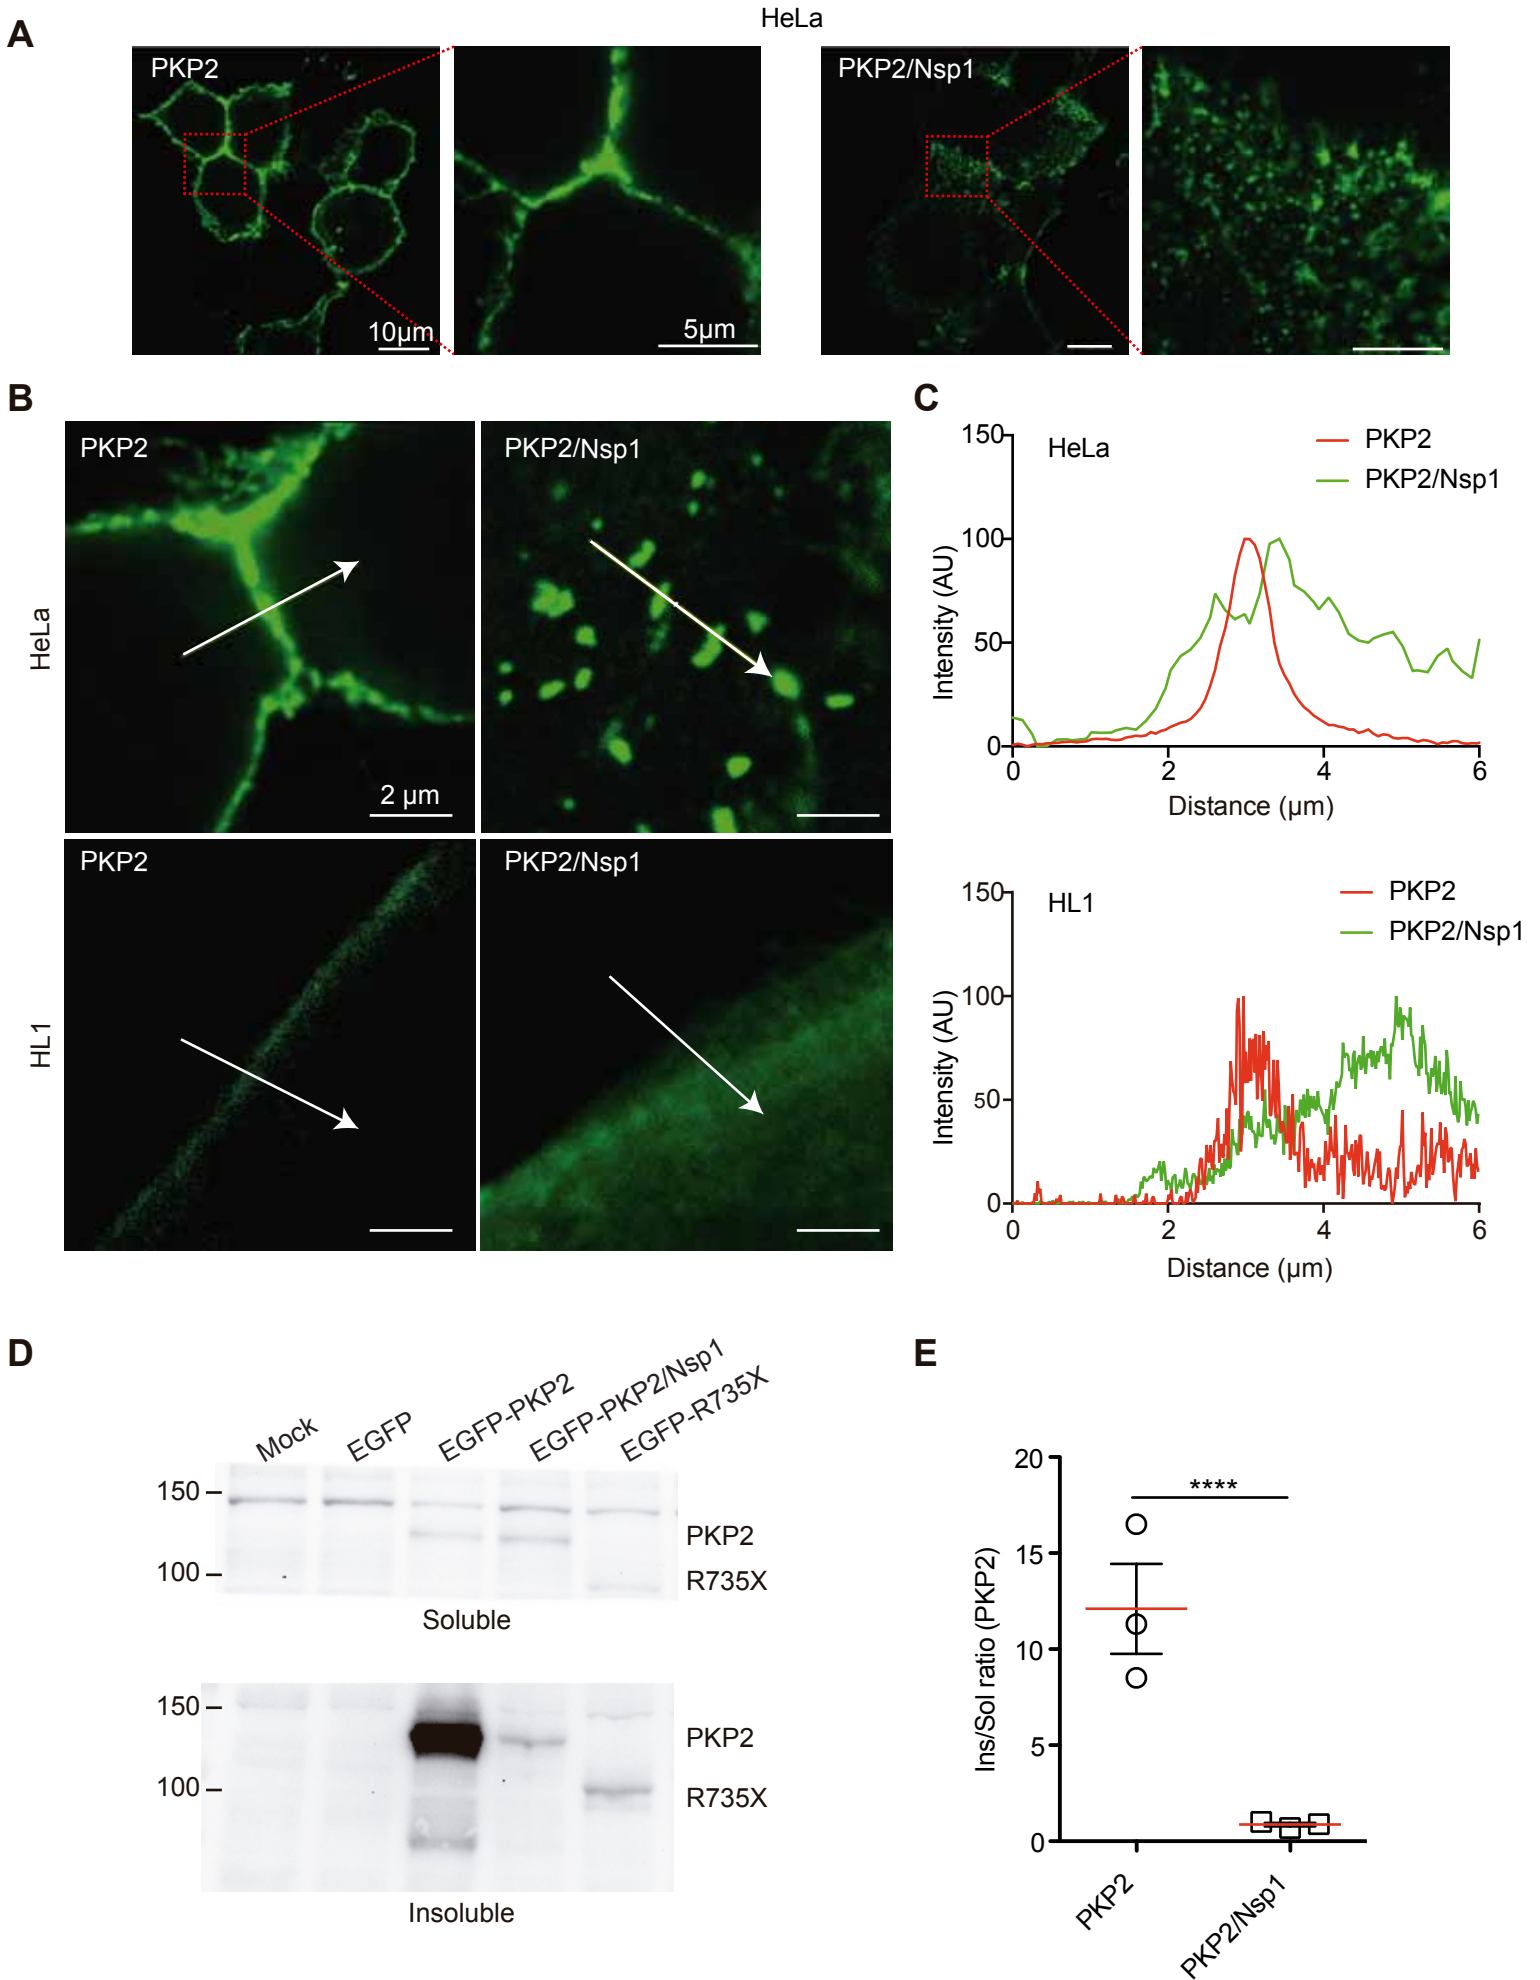 HeLa
A
PKP2
10µm
5µm
PKP2/Nsp1
B
HeLa
PKP2
2 µm
PKP2/Nsp1
HL1
PKP2
PKP2/Nsp1
C
HeLa
PKP2
PKP2/Nsp1
Intensity (AU)
150
100
50
0
0 2 4 6
Distance (µm)
HL1
PKP2
PKP2/Nsp1
Intensity (AU)
150
100
50
0
0 2 4 6
Distance (µm)
D
Mock EGFP EGFP-PKP2 EGFP-PKP2/Nsp1 EGFP-R735X
150
100
PKP2
R735X
Soluble
150
100
PKP2
R735X
Insoluble
E
Ins/Sol ratio (PKP2)
20
15
10
5
0
****
PKP2
PKP2/Nsp1